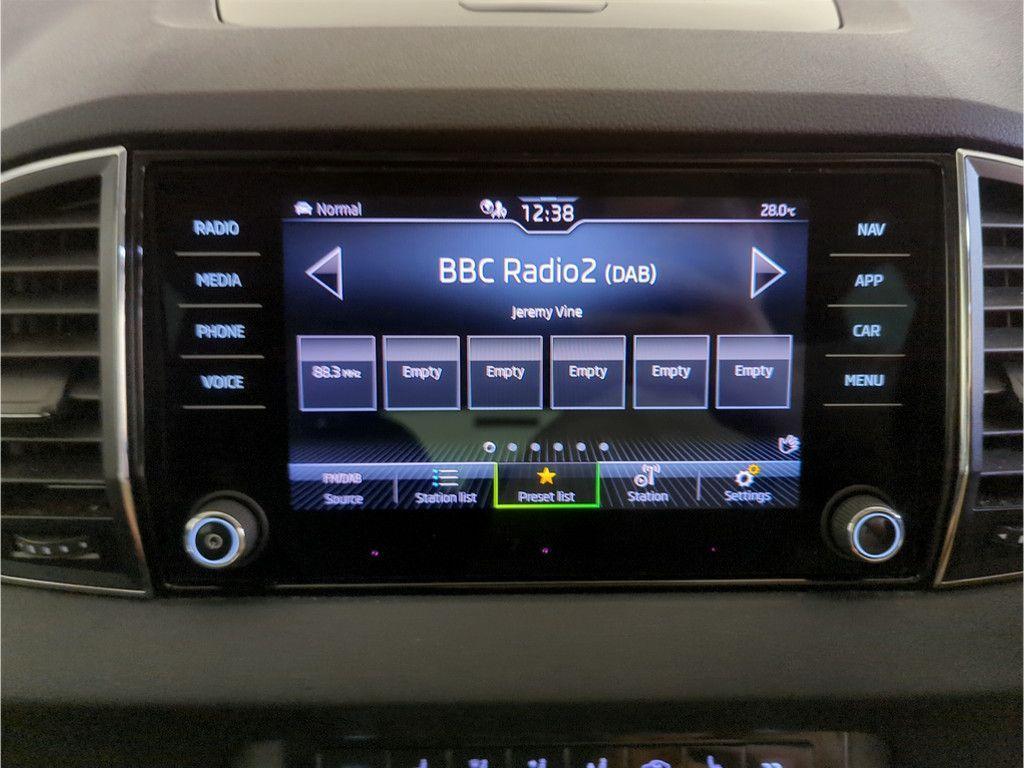 Normal 12:38 28.0°C
RADIO
MEDIA
PHONE
VOICE
BBC Radio2 (DAB)
Jeremy Vine
88.3 MHz Empty Empty Empty Empty Empty
FM/DAB
Source Station list Preset list Station Settings
NAV
APP
CAR
MENU